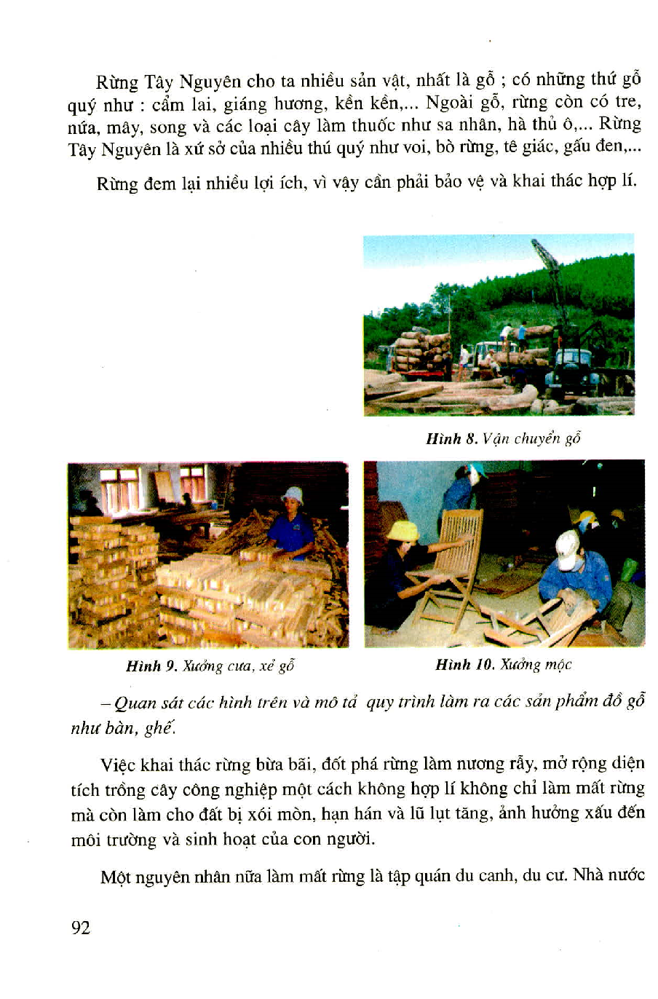 Rừng Tây Nguyên cho ta nhiều sản vật, nhất là gỗ ; có những thứ gỗ
quý như : cẩm lai, giáng hương, kền kền,... Ngoài gỗ, rừng còn có tre,
nứa, mây, song và các loại cây làm thuốc như sa nhân, hà thủ ô,... Rừng
Tây Nguyên là xứ sở của nhiều thú quý như voi, bò rừng, tê giác, gấu đen,...
Rừng đem lại nhiều lợi ích, vì vậy cần phải bảo vệ và khai thác hợp lí.
Hình 8. Vận chuyển gỗ
Hình 9. Xưởng cưa, xẻ gỗ
Hình 10. Xưởng mộc
– Quan sát các hình trên và mô tả quy trình làm ra các sản phẩm đồ gỗ
như bàn, ghế.
Việc khai thác rừng bừa bãi, đốt phá rừng làm nương rẫy, mở rộng diện
tích trồng cây công nghiệp một cách không hợp lí không chỉ làm mất rừng
mà còn làm cho đất bị xói mòn, hạn hán và lũ lụt tăng, ảnh hưởng xấu đến
môi trường và sinh hoạt của con người.
Một nguyên nhân nữa làm mất rừng là tập quán du canh, du cư. Nhà nước
92